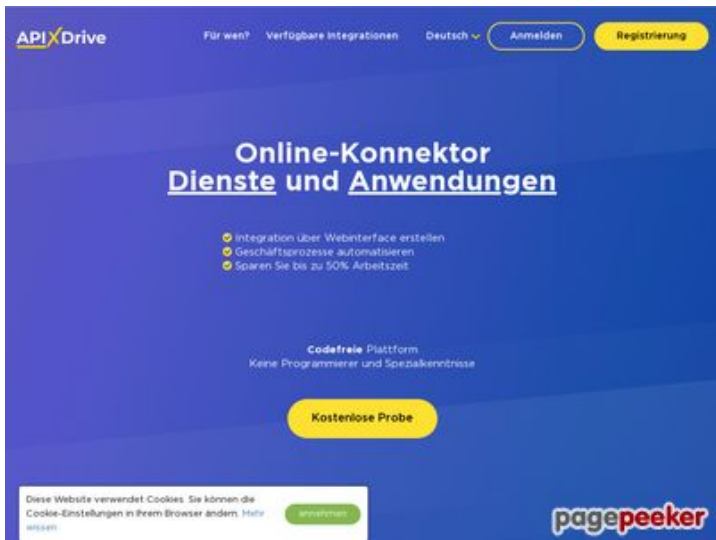 APIXDrive
Für wen? Verfügbare Integrationen Deutsch Anmelden Registrierung
Online-Konnektor
Dienste und Anwendungen
Integration über Webinterface erstellen
Geschäftsprozesse automatisieren
Sparen Sie bis zu 50% Arbeitszeit
Codefreie Plattform
Keine Programmierer und Spezialkenntnisse
Kostenlose Probe
Diese Website verwendet Cookies. Sie können die
Cookie-Einstellungen in Ihrem Browser ändern. Mehr
wissen
annehmen
pagepeeker